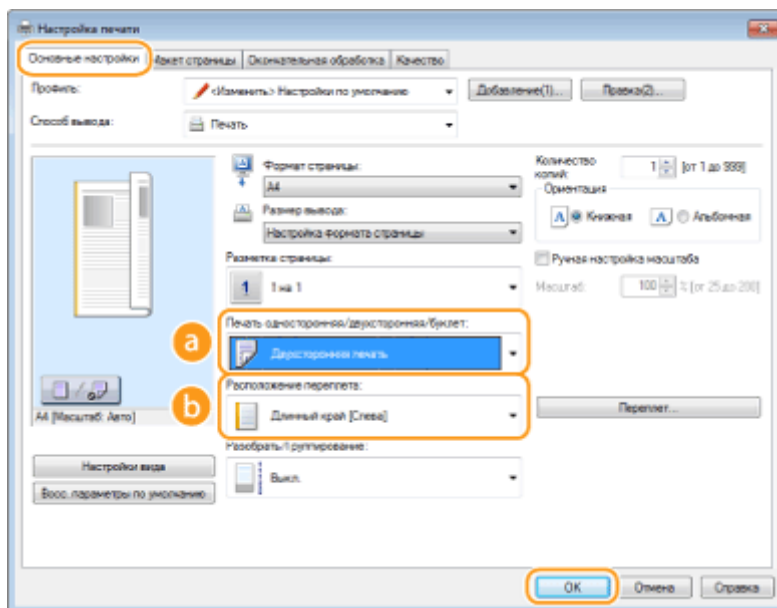 Настройка печати
Основные настройки Макет страницы Окончательная обработка Качество
Профиль: <Изменить> Настройки по умолчанию Добавление(1)... Правка(2)...
Способ вывода: Печать
Формат страницы: Количество копий: 1 [от 1 до 999]
A4 Ориентация
Размер вывода: A Книжная A Альбомная
Настройка формата страницы
Разметка страницы: Ручная настройка масштаба
1 1 на 1 Масштаб: 100 % [от 25 до 200]
Печать односторонняя/двухсторонняя/буклет:
a Двухсторонняя печать
b Расположение переплета:
A4 [Масштаб: Авто] Длинный край [Слева] Переплет...
Разобрать/Группирование:
Настройки вида Выкл.
Восс. параметры по умолчанию
OK Отмена Справка